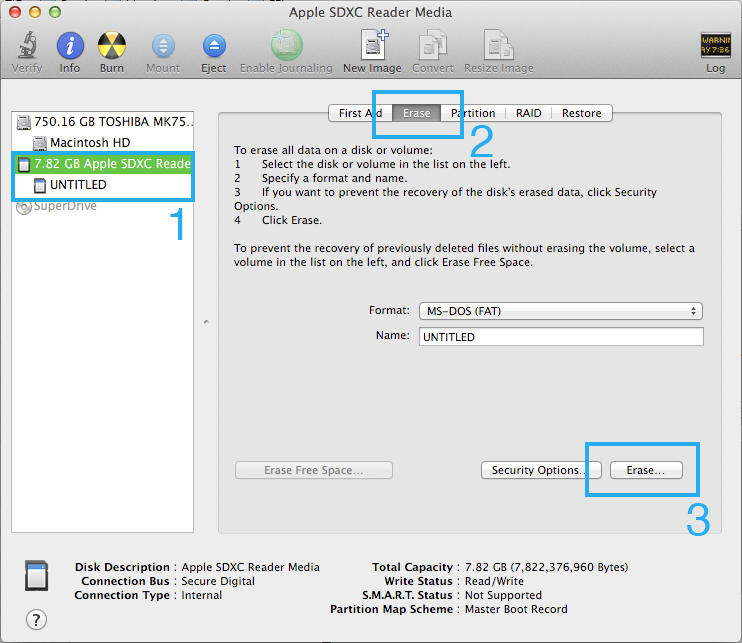 Apple SDXC Reader Media
Verify Info Burn Mount Eject Enable Journaling New Image Convert Resize Image Log
WARNIN
AY 7:36
First Aid Erase Partition RAID Restore
750.16 GB TOSHIBA MK75...
Macintosh HD
7.82 GB Apple SDXC Reade
UNTITLED
SuperDrive
1
2
To erase all data on a disk or volume:
1 Select the disk or volume in the list on the left.
2 Specify a format and name.
3 If you want to prevent the recovery of the disk's erased data, click Security
Options.
4 Click Erase.
To prevent the recovery of previously deleted files without erasing the volume, select a
volume in the list on the left, and click Erase Free Space.
Format: MS-DOS (FAT)
Name: UNTITLED
Erase Free Space... Security Options... Erase...
3
Disk Description : Apple SDXC Reader Media
Connection Bus : Secure Digital
Connection Type : Internal
Total Capacity : 7.82 GB (7,822,376,960 Bytes)
Write Status : Read/Write
S.M.A.R.T. Status : Not Supported
Partition Map Scheme : Master Boot Record
?